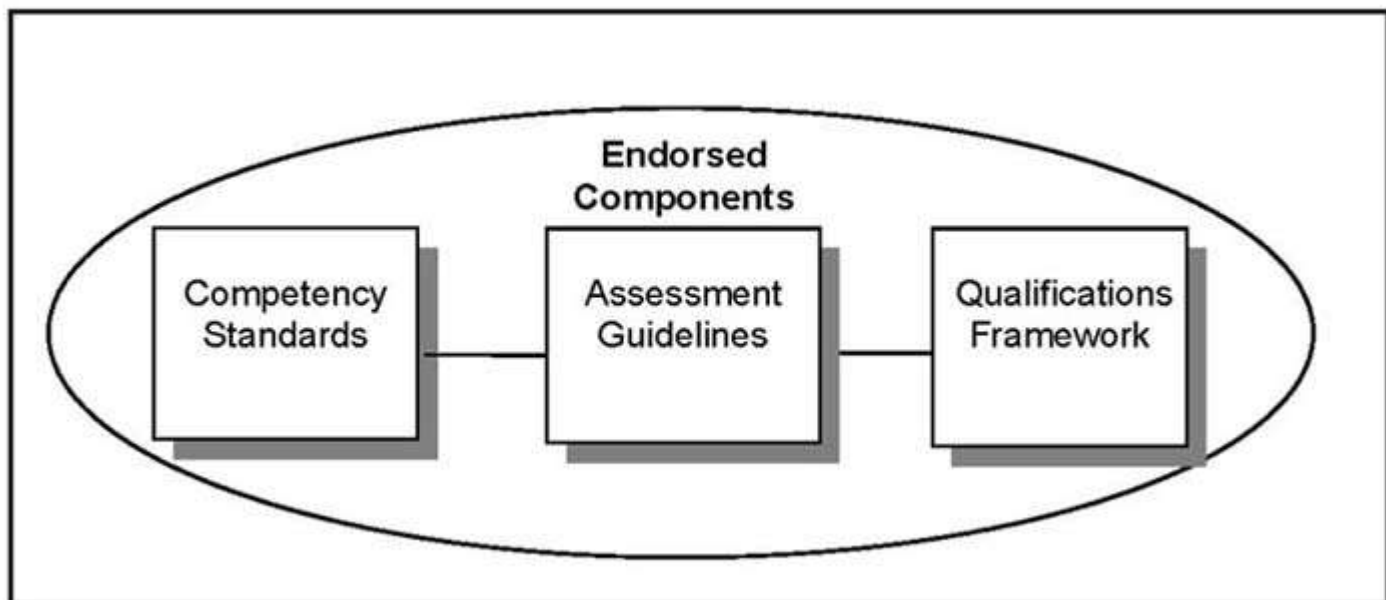 Endorsed
Components
Competency
Standards
Assessment
Guidelines
Qualifications
Framework